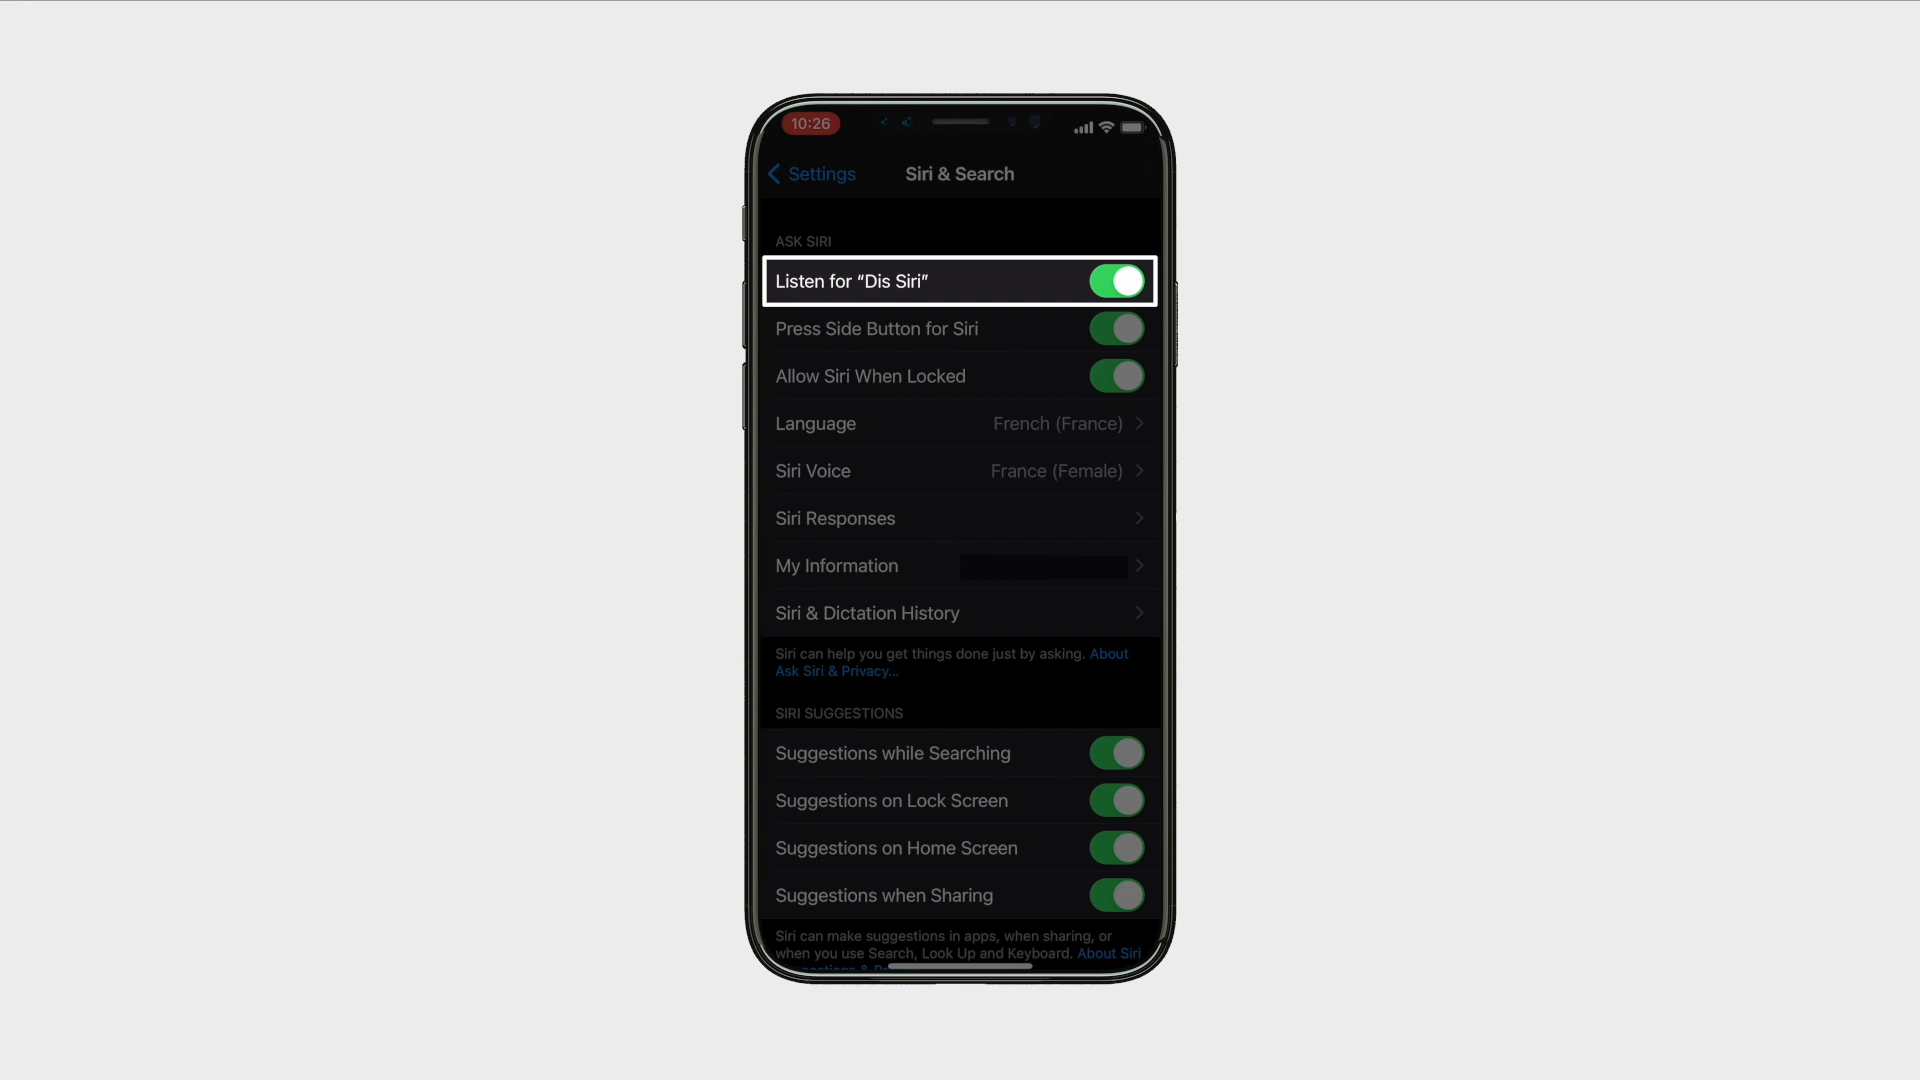 10:26
Settings
Siri & Search
ASK SIRI
Listen for “Dis Siri”
Press Side Button for Siri
Allow Siri When Locked
Language French (France)
Siri Voice France (Female)
Siri Responses
My Information
Siri & Dictation History
Siri can help you get things done just by asking. About
Ask Siri & Privacy...
SIRI SUGGESTIONS
Suggestions while Searching
Suggestions on Lock Screen
Suggestions on Home Screen
Suggestions when Sharing
Siri can make suggestions in apps, when sharing, or
when you use Search, Look Up and Keyboard. About Siri